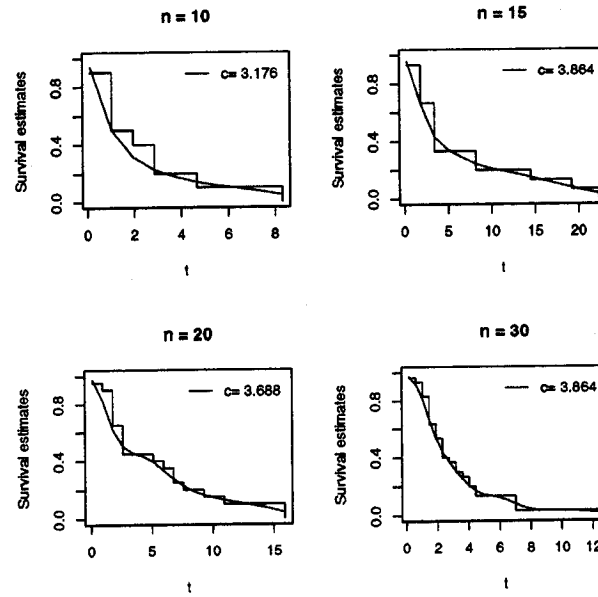 n = 10
Survival estimates
0.0 0.4 0.8
c= 3.176
0 2 4 6 8
t
n = 15
Survival estimates
0.0 0.4 0.8
c= 3.864
0 5 10 15 20
t
n = 20
Survival estimates
0.0 0.4 0.8
c= 3.688
0 5 10 15
t
n = 30
Survival estimates
0.0 0.4 0.8
c= 3.864
0 2 4 6 8 10 12
t